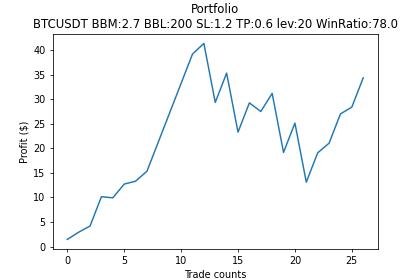 Portfolio
BTCUSDT BBM:2.7 BBL:200 SL:1.2 TP:0.6 lev:20 WinRatio:78.0
40
35
30
25
20
15
10
5
0
Profit ($)
0 5 10 15 20 25
Trade counts